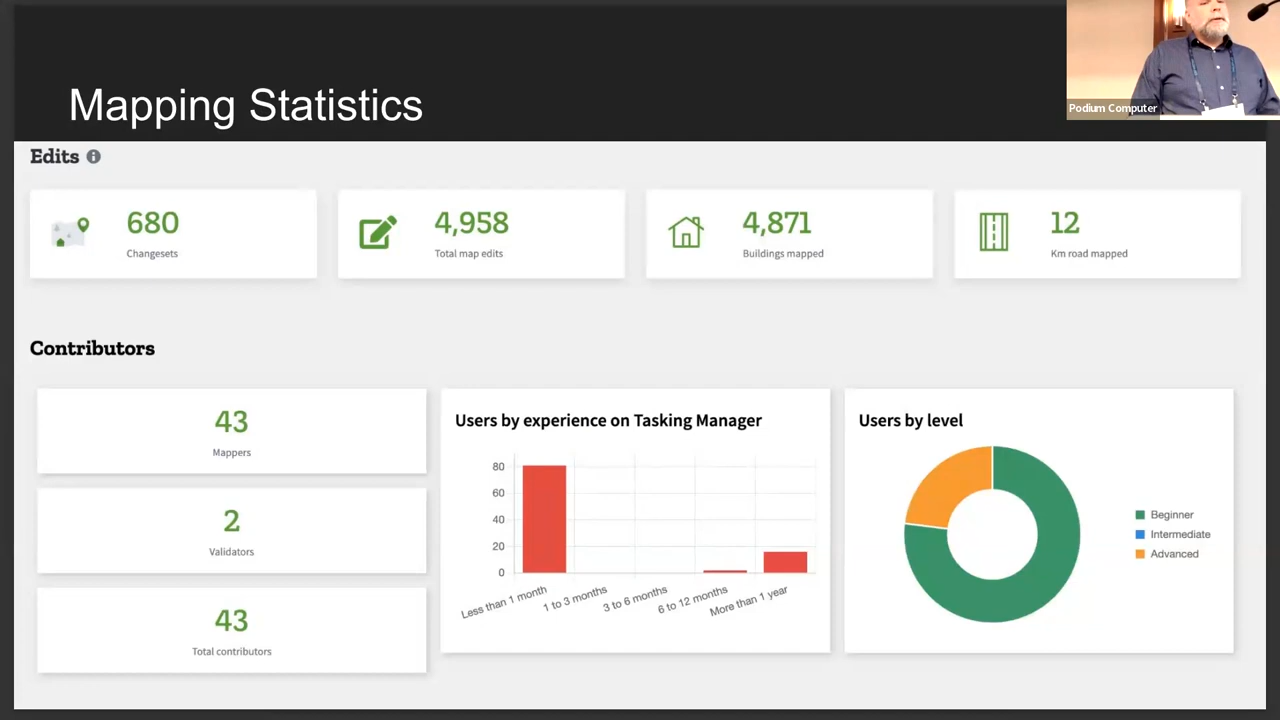 Mapping Statistics
Podium Computer
Edits
680
Changesets
4,958
Total map edits
4,871
Buildings mapped
12
Km road mapped
Contributors
43
Mappers
2
Validators
43
Total contributors
Users by experience on Tasking Manager
80
60
40
20
0
Less than 1 month
1 to 3 months
3 to 6 months
6 to 12 months
More than 1 year
Users by level
Beginner
Intermediate
Advanced